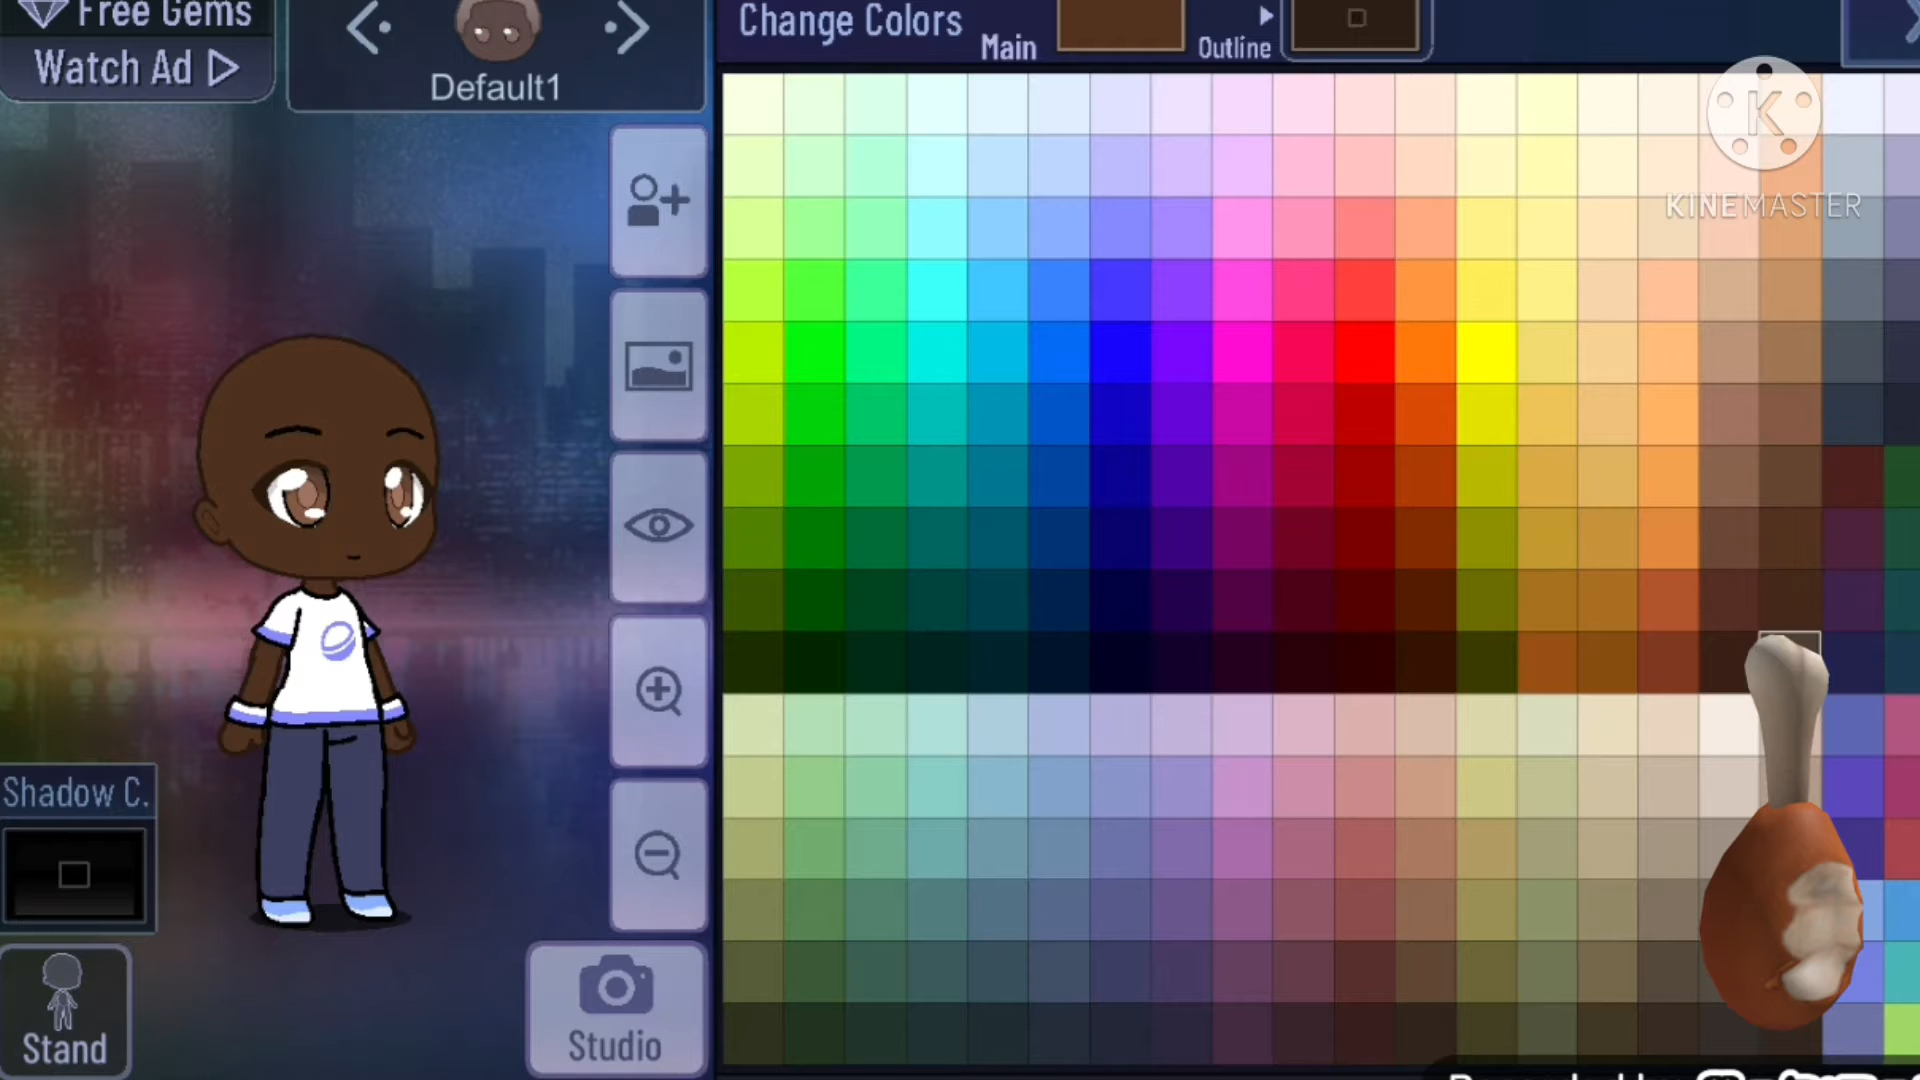 Free Gems
Watch Ad
Default1
Change Colors
Main
Outline
K
KINEMASTER
Shadow C.
Stand
Studio